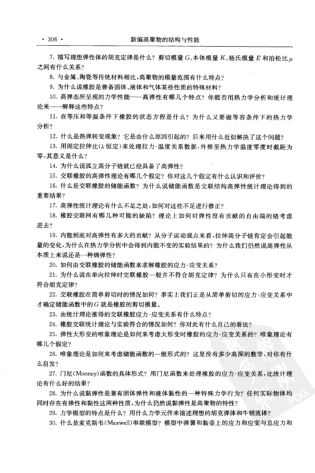 · 306 · 新编高聚物的结构与性能
7. 描写理想弹性体的胡克定律是什么？剪切模量 G、本体模量 K、杨氏模量 E 和泊松比 μ
之间有什么关系？
8. 与金属、陶瓷等传统材料相比，高聚物的模量范围有什么特点？
9. 为什么说橡胶是兼备固体、液体和气体某些性质的特殊材料？
10. 高弹态所呈现的力学性能——高弹性有哪几个特点？你能否用热力学分析和统计理
论来一一解释这些特点？
11. 在等压和等温条件下橡胶的状态方程是什么？又为什么要着重去做等容条件下的热力
学分析？
12. 什么是热弹转变现象？它是由什么原因引起的？后来用什么近似解决了这个问题？
13. 用固定拉伸比(λ 恒定)来处理拉力-温度关系数据，外推至热力学温度零度时截距为
零，其意义是什么？
14. 为什么说孤立高分子链就已经具备了高弹性？
15. 交联橡胶的高弹性理论有哪几个假定？你对这几个假定有什么认识和评价？
16. 什么是交联橡胶的储能函数？为什么说储能函数是交联结构高弹性统计理论得到的
重要结果？
17. 高弹性统计理论有什么不足之处，如何对这些不足进行修正？
18. 橡胶交联网有哪几种可能的缺陷？理论上如何对弹性没有贡献的自由端的链考虑
进去？
19. 内能到底对高弹性有多大的贡献？从分子运动观点来看，拉伸高分子链肯定会引起能
量的变化，为什么在热力学分析中会得到内能不变的实验结果的？为什么我们仍然说高弹性从
本质上来说还是一种熵弹性？
20. 如何由交联橡胶的储能函数来求解橡胶的应力-应变关系？
21. 为什么说在单向拉伸时交联橡胶一般并不符合胡克定律？为什么只有在小形变时才
符合胡克定律？
22. 交联橡胶在简单剪切时的情况如何？事实上我们正是从简单剪切的应力-应变关系中
才确定储能函数中的 G 就是剪切模量的。
23. 由统计理论推得的交联橡胶应力-应变关系有什么特点？
24. 橡胶交联统计理论与实验符合的情况如何？你对此有什么自己的看法？
25. 弹性大形变的唯象理论是如何来考虑求解橡胶的应力-应变关系的？唯象理论有
哪几个假定？
26. 唯象理论是如何来考虑储能函数的一般形式的？这里没有多少高深的数学，对你有什
么启发？
27. 门尼(Mooney)函数的具体形式？用门尼函数来处理橡胶的应力-应变关系，比统计理
论有什么好的结果？
28. 为什么说黏弹性是兼有固体弹性和液体黏性的一种特殊力学行为？任何实际物体均
同时存在有弹性和黏性这两种性质，但为什么仍然说黏弹性是高聚物的特性？
29. 力学模型的特点是什么？用什么力学元件来描述理想的胡克弹体和牛顿流体？
30. 什么是麦克斯韦(Maxwell)串联模型？模型中弹簧和黏壶之间的应力和应变与总应力和